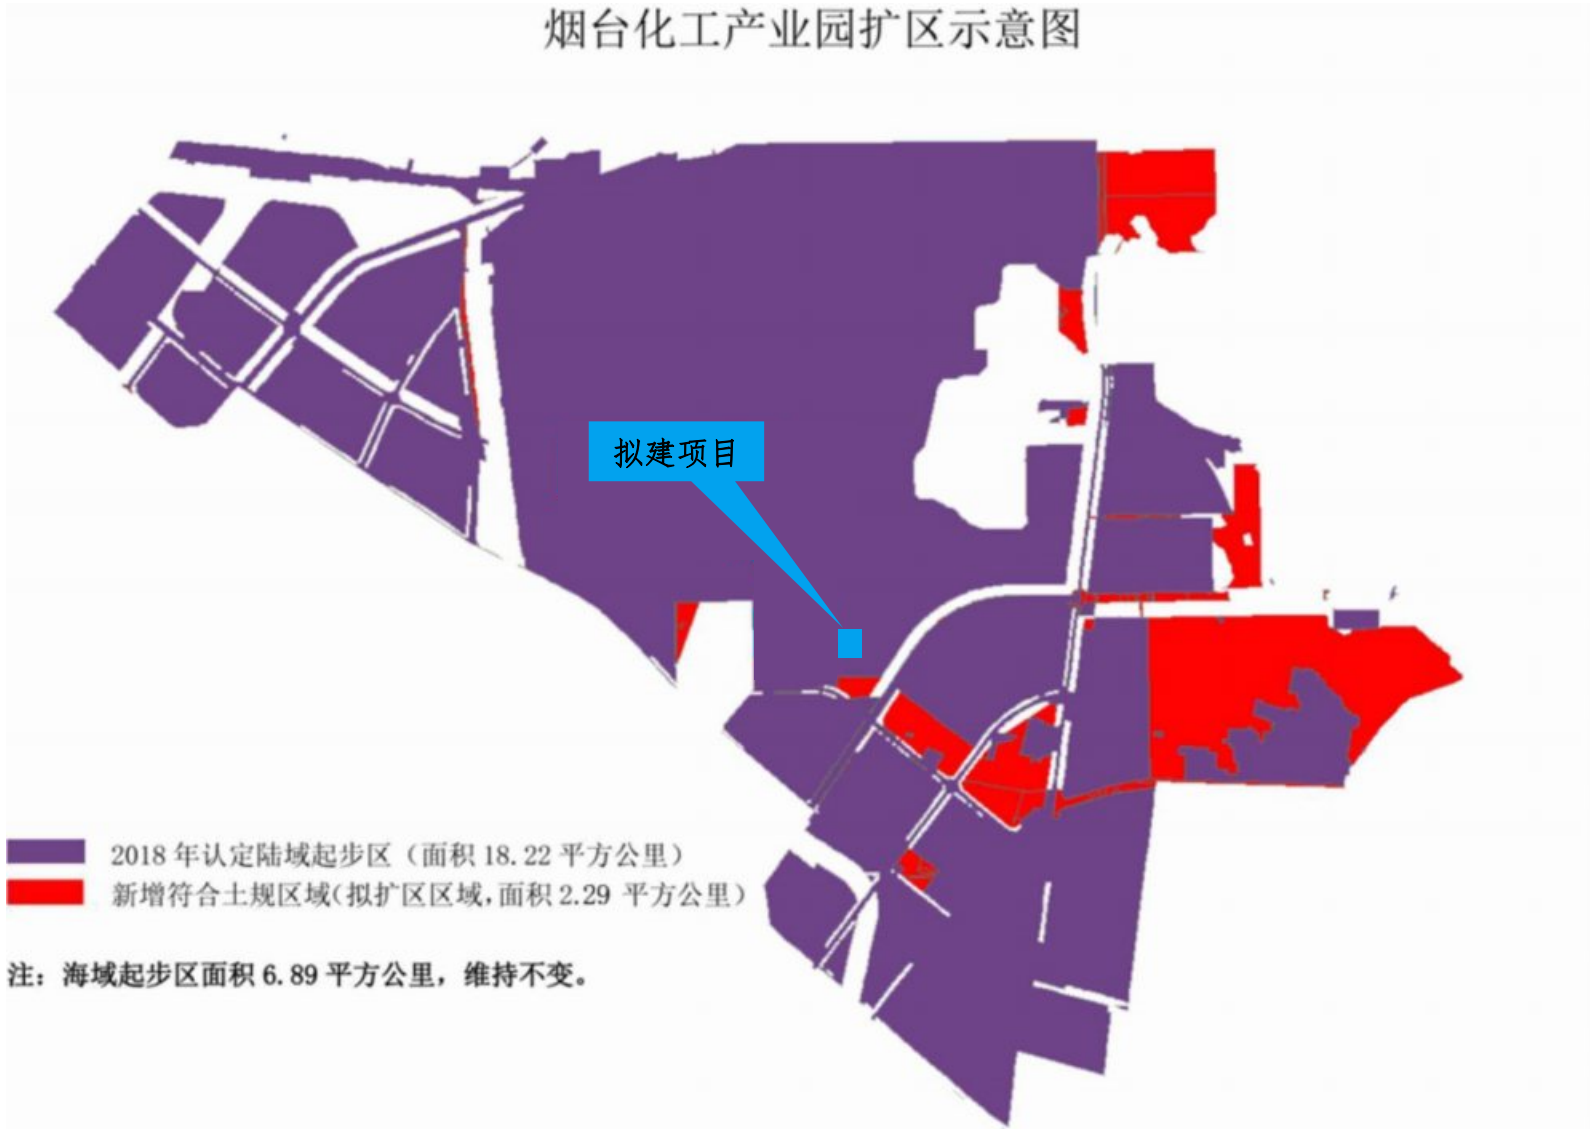 烟台化工产业园扩区示意图
拟建项目
2018 年认定陆域起步区（面积 18.22 平方公里）
新增符合土规区域(拟扩区区域,面积 2.29 平方公里)
注：海域起步区面积 6.89 平方公里，维持不变。